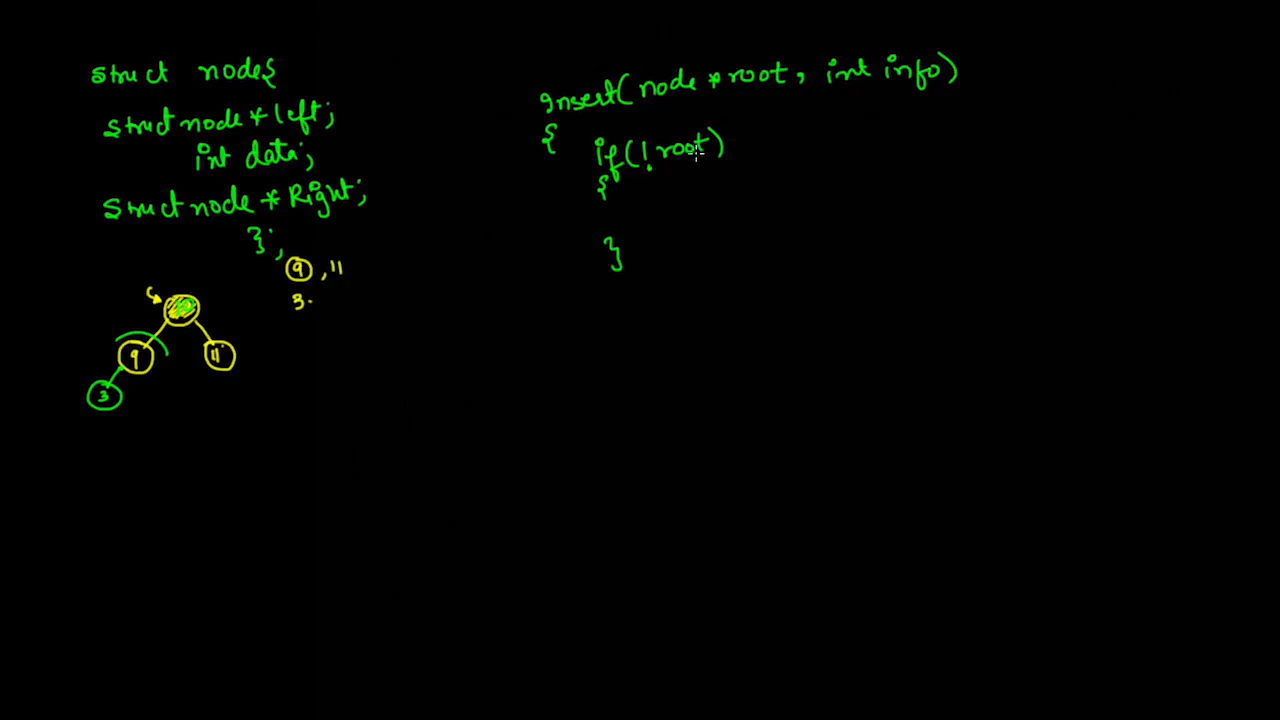 struct node{
struct node * left;
int data;
struct node * Right;
};
9 , 11
3.
9
11
3
Insert( node * root , int info )
{
if( ! root )
{
}